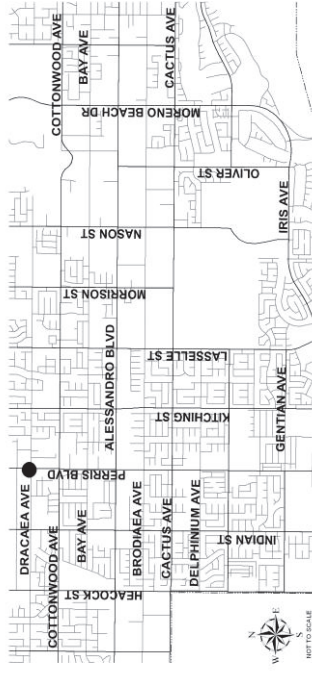 COTTONWOOD AVE
BAY AVE
CACTUS AVE
MORENO BEACH DR
OLIVER ST
NASON ST
IRIS AVE
MORRISON ST
ALESSANDRO BLVD
LASSELLE ST
KITCHING ST
GENTIAN AVE
DRACAEA AVE
PERRIS BLVD
COTTONWOOD AVE
BAY AVE
BRODIAEA AVE
CACTUS AVE
DELPHINIUM AVE
INDIAN ST
HEACOCK ST
N
W
E
S
NOT TO SCALE